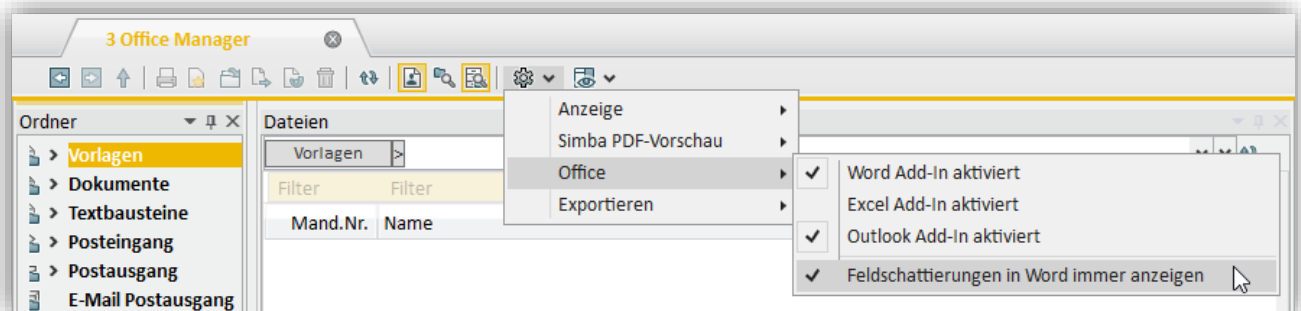 3 Office Manager
Ordner
Dateien
Vorlagen
Dokumente
Textbausteine
Posteingang
Postausgang
E-Mail Postausgang
Vorlagen >
Filter Filter
Mand.Nr. Name
Anzeige
Simba PDF-Vorschau
Office
Exportieren
Word Add-In aktiviert
Excel Add-In aktiviert
Outlook Add-In aktiviert
Feldschattierungen in Word immer anzeigen